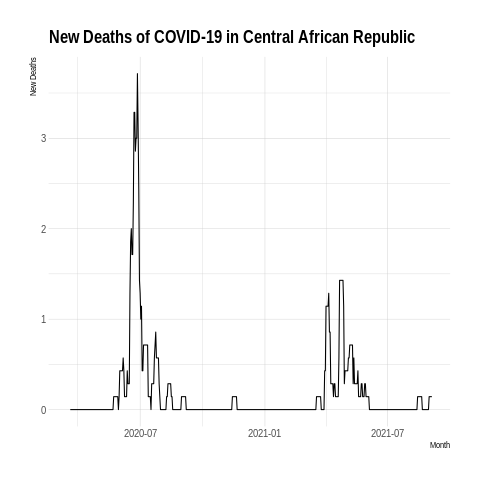 New Deaths of COVID-19 in Central African Republic
New Deaths
3
2
1
0
2020-07 2021-01 2021-07
Month